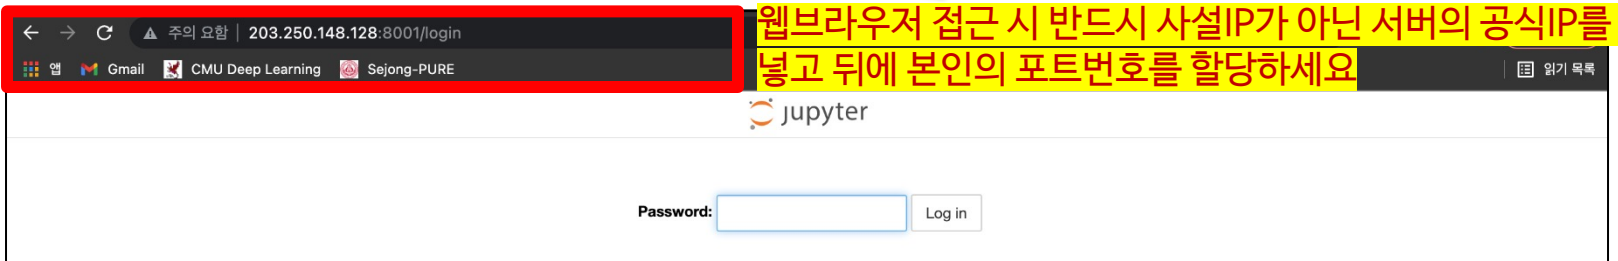 주의 요함 | 203.250.148.128:8001/login
웹브라우저 접근 시 반드시 사설IP가 아닌 서버의 공식IP를
넣고 뒤에 본인의 포트번호를 할당하세요
앱 Gmail CMU Deep Learning Sejong-PURE
읽기 목록
jupyter
Password:
Log in